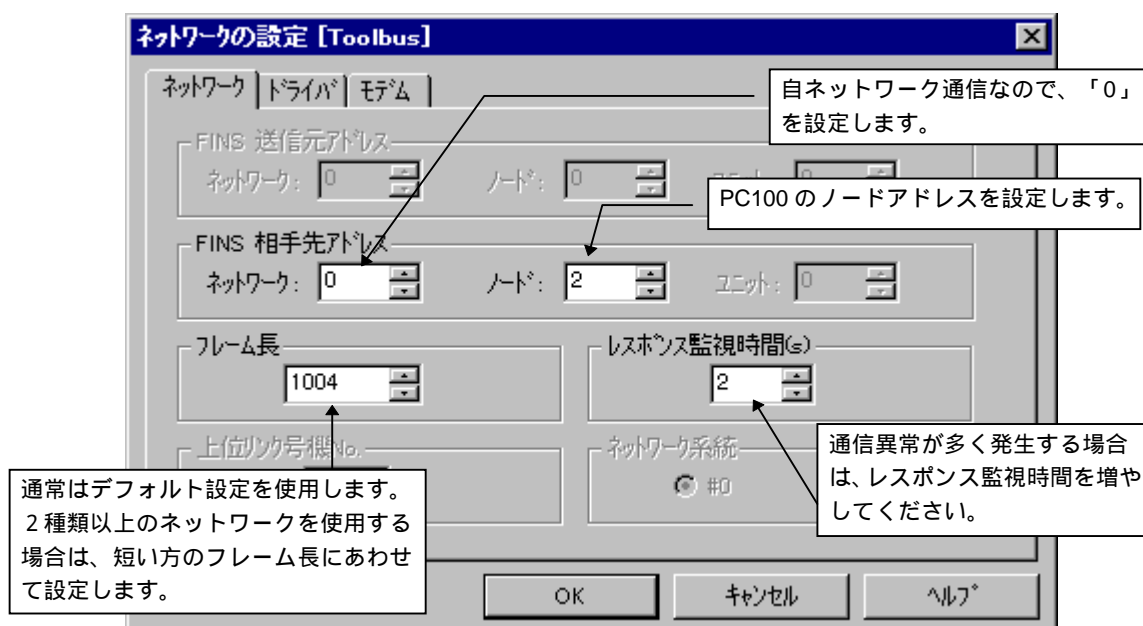 ネットワークの設定 [Toolbus]
ネットワーク ドライバ モデム
自ネットワーク通信なので、「0」
を設定します。
FINS 送信元アドレス
ネットワーク: 0 ノード: 0
PC100 のノードアドレスを設定します。
FINS 相手先アドレス
ネットワーク: 0 ノード: 2 ユニット: 0
フレーム長
1004
レスポンス監視時間(s)
2
上位リンク号機No.
ネットワーク系統
#0
通信異常が多く発生する場合
は、レスポンス監視時間を増や
してください。
通常はデフォルト設定を使用します。
2種類以上のネットワークを使用する
場合は、短い方のフレーム長にあわせ
て設定します。
OK キャンセル ヘルプ